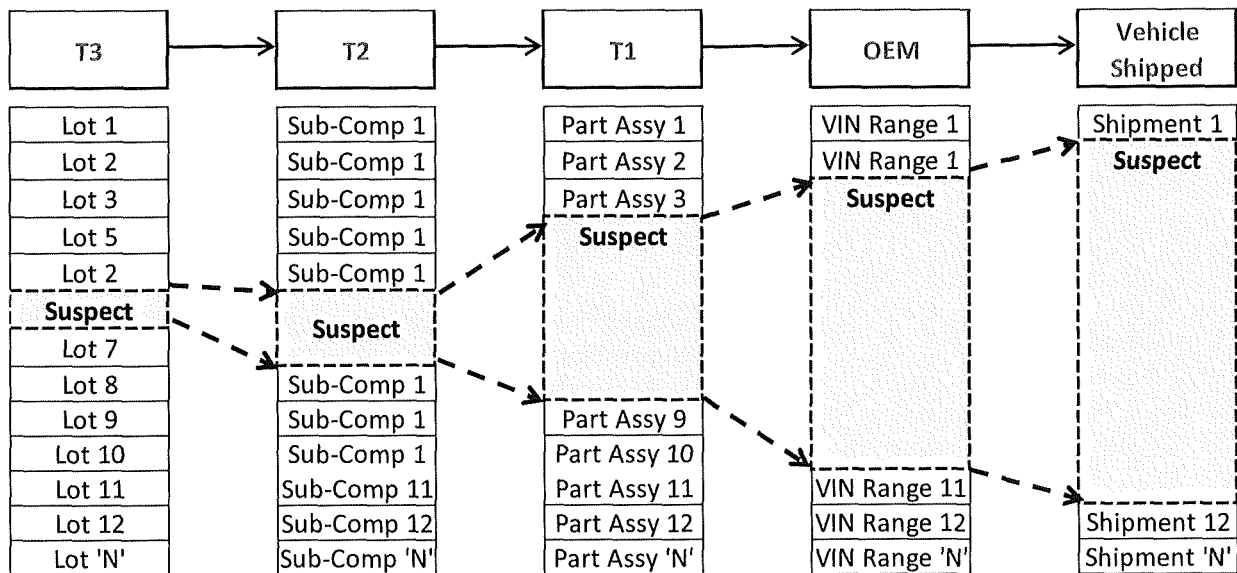 T3
T2
T1
OEM
Vehicle
Shipped
Lot 1
Lot 2
Lot 3
Lot 5
Lot 2
Suspect
Lot 7
Lot 8
Lot 9
Lot 10
Lot 11
Lot 12
Lot 'N'
Sub-Comp 1
Sub-Comp 1
Sub-Comp 1
Sub-Comp 1
Sub-Comp 1
Suspect
Sub-Comp 1
Sub-Comp 1
Sub-Comp 1
Sub-Comp 11
Sub-Comp 12
Sub-Comp 'N'
Part Assy 1
Part Assy 2
Part Assy 3
Suspect
Part Assy 9
Part Assy 10
Part Assy 11
Part Assy 12
Part Assy 'N'
VIN Range 1
VIN Range 1
Suspect
VIN Range 11
VIN Range 12
VIN Range 'N'
Shipment 1
Suspect
Shipment 12
Shipment 'N'